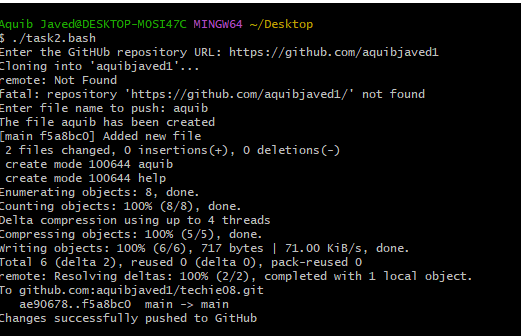 Aquib Javed@DESKTOP-MOSI47C MINGW64 ~/Desktop
$ ./task2.bash
Enter the GitHUb repository URL: https://github.com/aquibjaved1
Cloning into 'aquibjaved1'...
remote: Not Found
fatal: repository 'https://github.com/aquibjaved1/' not found
Enter file name to push: aquib
The file aquib has been created
[main f5a8bc0] Added new file
 2 files changed, 0 insertions(+), 0 deletions(-)
 create mode 100644 aquib
 create mode 100644 help
Enumerating objects: 8, done.
Counting objects: 100% (8/8), done.
Delta compression using up to 4 threads
Compressing objects: 100% (5/5), done.
Writing objects: 100% (6/6), 717 bytes | 71.00 KiB/s, done.
Total 6 (delta 2), reused 0 (delta 0), pack-reused 0
remote: Resolving deltas: 100% (2/2), completed with 1 local object.
To github.com:aquibjaved1/techie08.git
   ae90678..f5a8bc0  main -> main
Changes successfully pushed to GitHub